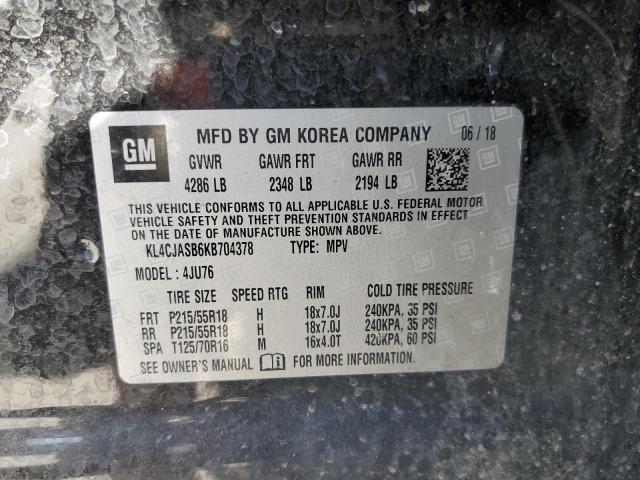 GM MFD BY GM KOREA COMPANY 06 / 18
GVWR GAWR FRT GAWR RR
4286 LB 2348 LB 2194 LB
THIS VEHICLE CONFORMS TO ALL APPLICABLE U.S. FEDERAL MOTOR
VEHICLE SAFETY AND THEFT PREVENTION STANDARDS IN EFFECT
ON THE DATE OF MANUFACTURE SHOWN ABOVE.
KL4CJASB6KB704378 TYPE: MPV
MODEL : 4JU76
TIRE SIZE SPEED RTG RIM COLD TIRE PRESSURE
FRT P215/55R18 H 18x7.0J 240KPA, 35 PSI
RR P215/55R18 H 18x7.0J 240KPA, 35 PSI
SPA T125/70R16 M 16x4.0T 420KPA, 60 PSI
SEE OWNER'S MANUAL FOR MORE INFORMATION.